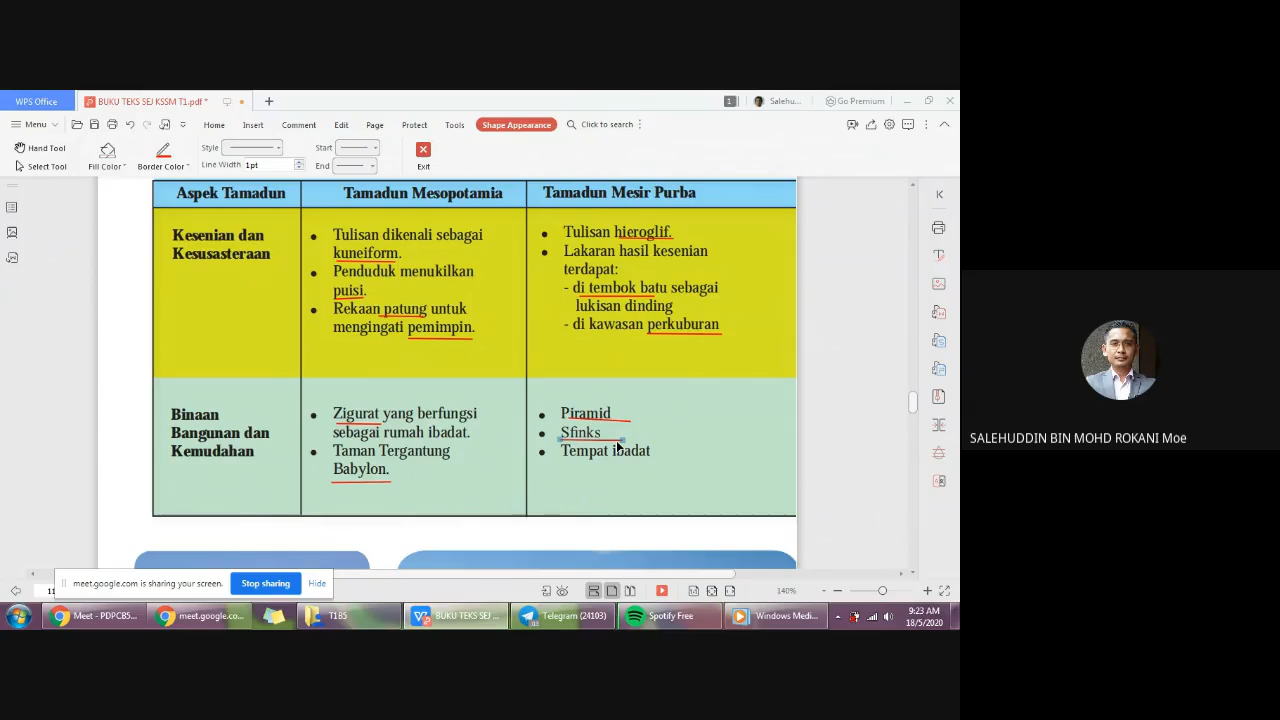 WPS Office
BUKU TEKS SEJ KSSM T1.pdf *
1
Salehu...
Go Premium
Menu
Home
Insert
Comment
Edit
Page
Protect
Tools
Shape Appearance
Click to search
Hand Tool
Select Tool
Fill Color
Border Color
Style
Line Width 1pt
Start
End
Exit
Aspek Tamadun
Tamadun Mesopotamia
Tamadun Mesir Purba
Kesenian dan
Kesusasteraan
• Tulisan dikenali sebagai
kuneiform.
• Penduduk menukilkan
puisi.
• Rekaan patung untuk
mengingati pemimpin.
• Tulisan hieroglif.
• Lakaran hasil kesenian
terdapat:
- di tembok batu sebagai
lukisan dinding
- di kawasan perkuburan
Binaan
Bangunan dan
Kemudahan
• Zigurat yang berfungsi
sebagai rumah ibadat.
• Taman Tergantung
Babylon.
• Piramid
• Sfinks
• Tempat ibadat
SALEHUDDIN BIN MOHD ROKANI Moe
meet.google.com is sharing your screen.
Stop sharing
Hide
140%
Meet - PDPCB5...
meet.google.co...
T185
BUKU TEKS SEJ ...
Telegram (24103)
Spotify Free
Windows Medi...
9:23 AM
18/5/2020